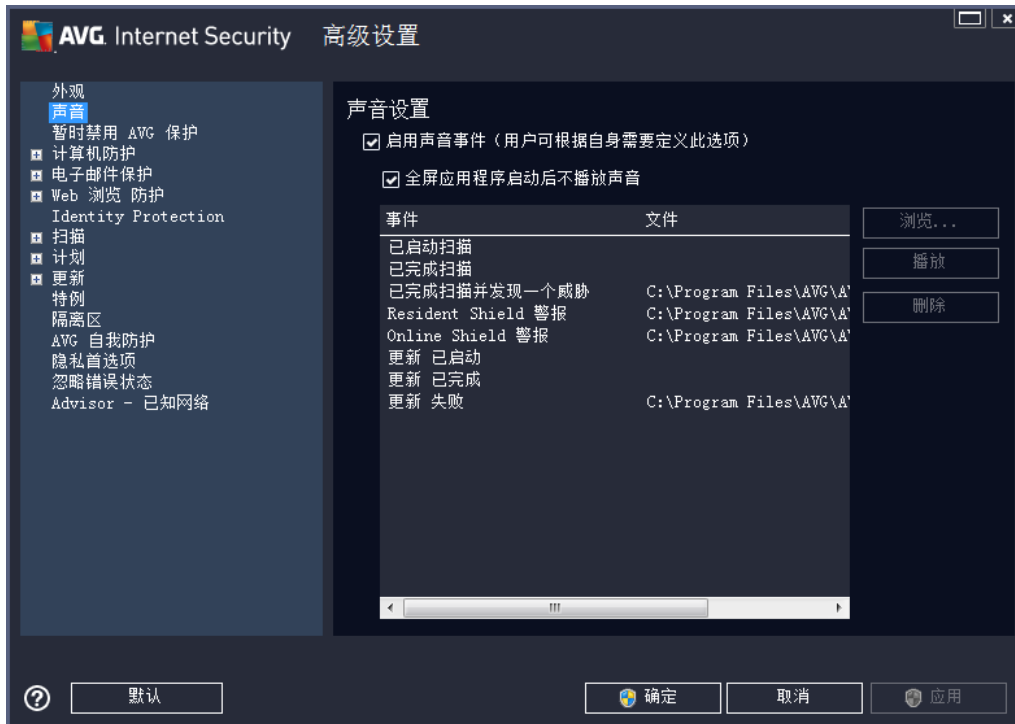 AVG. Internet Security 高级设置
外观
声音
暂时禁用 AVG 保护
计算机防护
电子邮件保护
Web 浏览 防护
Identity Protection
扫描
计划
更新
特例
隔离区
AVG 自我防护
隐私首选项
忽略错误状态
Advisor - 已知网络
声音设置
启用声音事件（用户可根据自身需要定义此选项）
全屏应用程序启动后不播放声音
事件 文件
已启动扫描
已完成扫描
已完成扫描并发现一个威胁 C:\Program Files\AVG\A
Resident Shield 警报 C:\Program Files\AVG\A
Online Shield 警报 C:\Program Files\AVG\A
更新 已启动
更新 已完成
更新 失败 C:\Program Files\AVG\A
浏览...
播放
删除
默认 确定 取消 应用